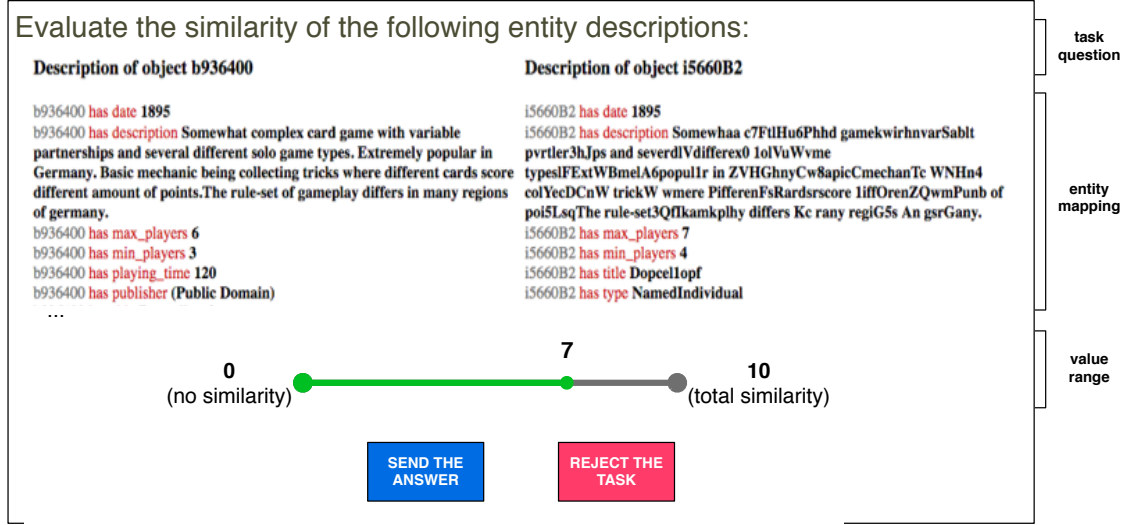 Evaluate the similarity of the following entity descriptions:
task
question
Description of object b936400
b936400 has date 1895
b936400 has description Somewhat complex card game with variable
partnerships and several different solo game types. Extremely popular in
Germany. Basic mechanic being collecting tricks where different cards score
different amount of points.The rule-set of gameplay differs in many regions
of germany.
b936400 has max_players 6
b936400 has min_players 3
b936400 has playing_time 120
b936400 has publisher (Public Domain)
...
Description of object i5660B2
i5660B2 has date 1895
i5660B2 has description Somewhaa c7FtlHu6Phhd gamekwirhnvarSablt
pvrtler3hJps and severdlVdifferex0 1olVuWvme
typeslFExtWBmelA6popul1r in ZVHGhnyCw8apicCmechanTc WNHn4
colYecDCnW trickW wmere PifferenFsRardsrscore 1iffOrenZQwmPunb of
poi5LsqThe rule-set3QfIkamkplhy differs Kc rany regiG5s An gsrGany.
i5660B2 has max_players 7
i5660B2 has min_players 4
i5660B2 has title Dopcel1opf
i5660B2 has type NamedIndividual
entity
mapping
0
(no similarity)
7
10
(total similarity)
value
range
SEND THE
ANSWER
REJECT THE
TASK